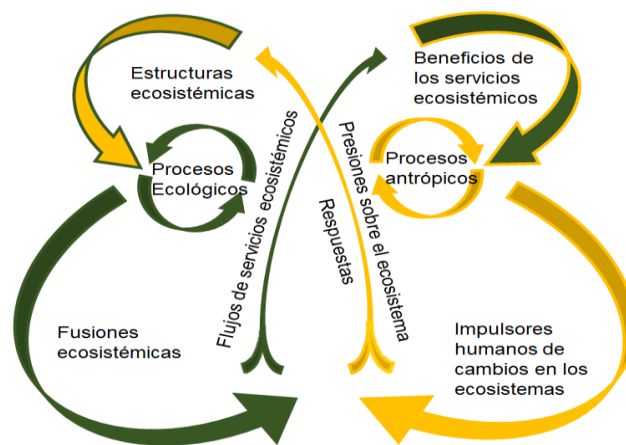 Estructuras
ecosistémicas
Procesos
Ecológicos
Fusiones
ecosistémicas
Flujos de servicios ecosistémicos
Presiones sobre el ecosistema
Respuestas
Beneficios de
los servicios
ecosistémicos
Procesos
antrópicos
Impulsores
humanos de
cambios en los
ecosistemas